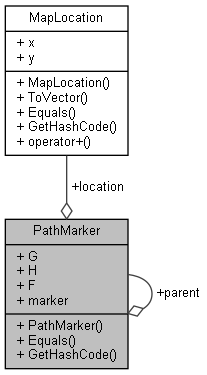 MapLocation
+ x
+ y
+ MapLocation()
+ ToVector()
+ Equals()
+ GetHashCode()
+ operator+()
+location
PathMarker
+ G
+ H
+ F
+ marker
+parent
+ PathMarker()
+ Equals()
+ GetHashCode()